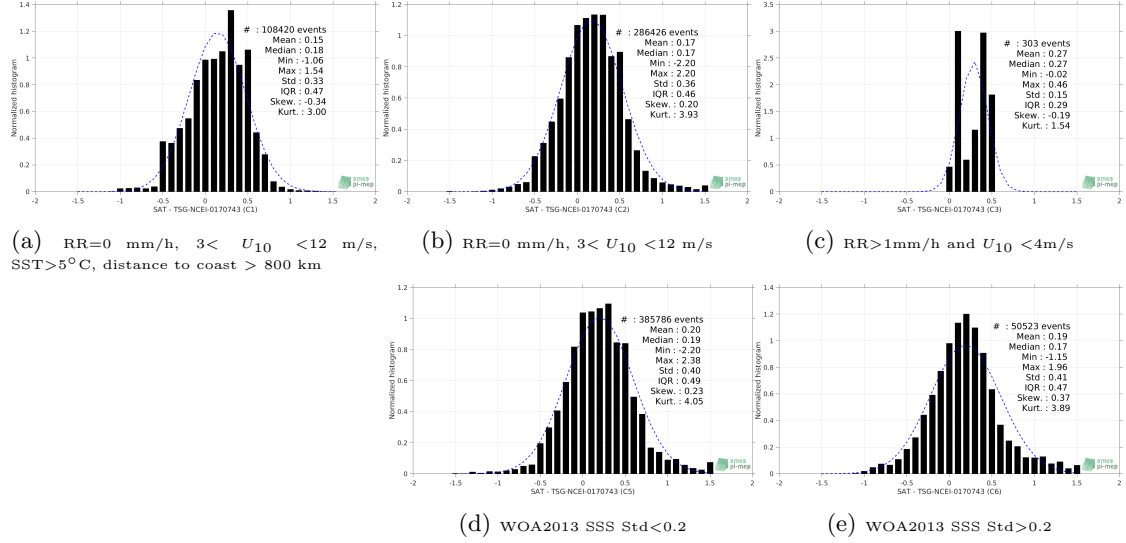 1.4
1.2
1
0.8
0.6
0.4
0.2
0
Normalized histogram
# : 108420 events
Mean : 0.15
Median : 0.18
Min : -1.06
Max : 1.54
Std : 0.33
IQR : 0.47
Skew. : -0.34
Kurt. : 3.00
smos
pi-mep
-2 -1.5 -1 -0.5 0 0.5 1 1.5 2
SAT - TSG-NCEI-0170743 (C1)
(a) RR=0 mm/h, 3< U10 <12 m/s,
SST>5°C, distance to coast > 800 km
1.2
1
0.8
0.6
0.4
0.2
0
Normalized histogram
# : 286426 events
Mean : 0.17
Median : 0.17
Min : -2.20
Max : 2.20
Std : 0.36
IQR : 0.46
Skew. : 0.20
Kurt. : 3.93
smos
pi-mep
-2 -1.5 -1 -0.5 0 0.5 1 1.5 2
SAT - TSG-NCEI-0170743 (C2)
(b) RR=0 mm/h, 3< U10 <12 m/s
3.5
3
2.5
2
1.5
1
0.5
0
Normalized histogram
# : 303 events
Mean : 0.27
Median : 0.27
Min : -0.02
Max : 0.46
Std : 0.15
IQR : 0.29
Skew. : -0.19
Kurt. : 1.54
smos
pi-mep
-2 -1.5 -1 -0.5 0 0.5 1 1.5 2
SAT - TSG-NCEI-0170743 (C3)
(c) RR>1mm/h and U10 <4m/s
1.2
1
0.8
0.6
0.4
0.2
0
Normalized histogram
# : 385786 events
Mean : 0.20
Median : 0.19
Min : -2.20
Max : 2.38
Std : 0.40
IQR : 0.49
Skew. : 0.23
Kurt. : 4.05
smos
pi-mep
-2 -1.5 -1 -0.5 0 0.5 1 1.5 2
SAT - TSG-NCEI-0170743 (C5)
(d) WOA2013 SSS Std<0.2
1.4
1.2
1
0.8
0.6
0.4
0.2
0
Normalized histogram
# : 50523 events
Mean : 0.19
Median : 0.17
Min : -1.15
Max : 1.96
Std : 0.41
IQR : 0.47
Skew. : 0.37
Kurt. : 3.89
smos
pi-mep
-2 -1.5 -1 -0.5 0 0.5 1 1.5 2
SAT - TSG-NCEI-0170743 (C6)
(e) WOA2013 SSS Std>0.2